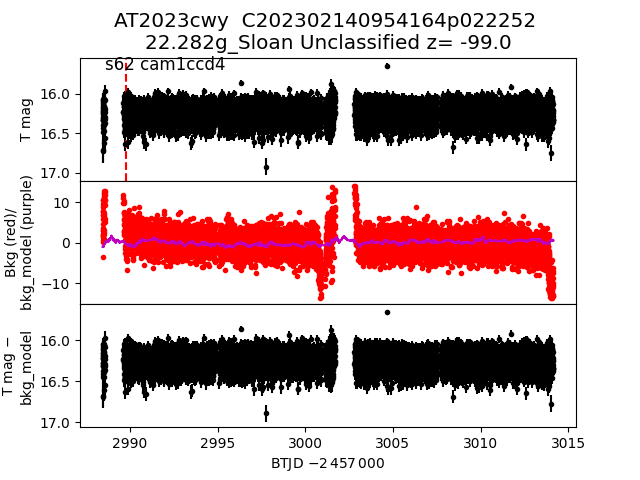 AT2023cwy  C202302140954164p022252
22.282g_Sloan Unclassified z= -99.0
s62 cam1ccd4
T mag
16.0
16.5
17.0
Bkg (red)/
bkg_model (purple)
10
0
−10
T mag −
bkg_model
16.0
16.5
17.0
2990 2995 3000 3005 3010 3015
BTJD −2 457 000